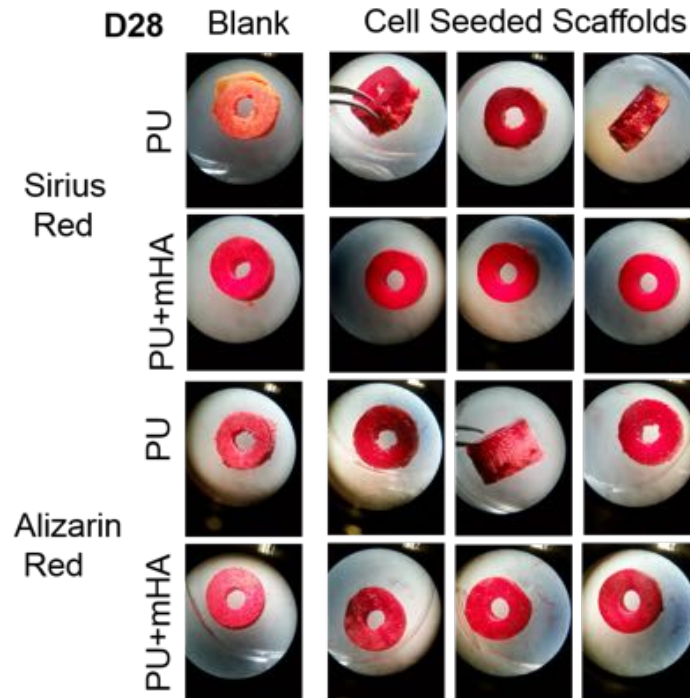 D28 Blank Cell Seeded Scaffolds
Sirius
Red
PU
PU+mHA
Alizarin
Red
PU
PU+mHA